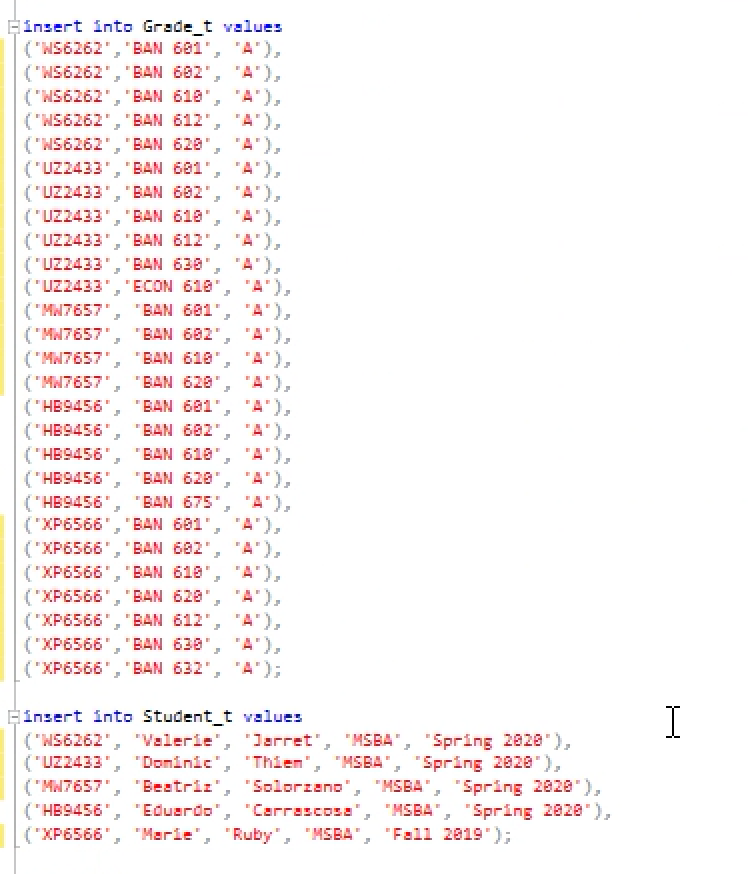 insert into Grade_t values
('WS6262','BAN 601', 'A'),
('WS6262','BAN 602', 'A'),
('WS6262','BAN 610', 'A'),
('WS6262','BAN 612', 'A'),
('WS6262','BAN 620', 'A'),
('UZ2433','BAN 601', 'A'),
('UZ2433','BAN 602', 'A'),
('UZ2433','BAN 610', 'A'),
('UZ2433','BAN 612', 'A'),
('UZ2433','BAN 630', 'A'),
('UZ2433','ECON 610', 'A'),
('MW7657', 'BAN 601', 'A'),
('MW7657', 'BAN 602', 'A'),
('MW7657', 'BAN 610', 'A'),
('MW7657', 'BAN 620', 'A'),
('HB9456', 'BAN 601', 'A'),
('HB9456', 'BAN 602', 'A'),
('HB9456', 'BAN 610', 'A'),
('HB9456', 'BAN 620', 'A'),
('HB9456', 'BAN 675', 'A'),
('XP6566','BAN 601', 'A'),
('XP6566','BAN 602', 'A'),
('XP6566','BAN 610', 'A'),
('XP6566','BAN 620', 'A'),
('XP6566','BAN 612', 'A'),
('XP6566','BAN 630', 'A'),
('XP6566','BAN 632', 'A');
insert into Student_t values
('WS6262', 'Valerie', 'Jarret', 'MSBA', 'Spring 2020'),
('UZ2433', 'Dominic', 'Thiem', 'MSBA', 'Spring 2020'),
('MW7657', 'Beatriz', 'Solorzano', 'MSBA', 'Spring 2020'),
('HB9456', 'Eduardo', 'Carrascosa', 'MSBA', 'Spring 2020'),
('XP6566', 'Marie', 'Ruby', 'MSBA', 'Fall 2019');